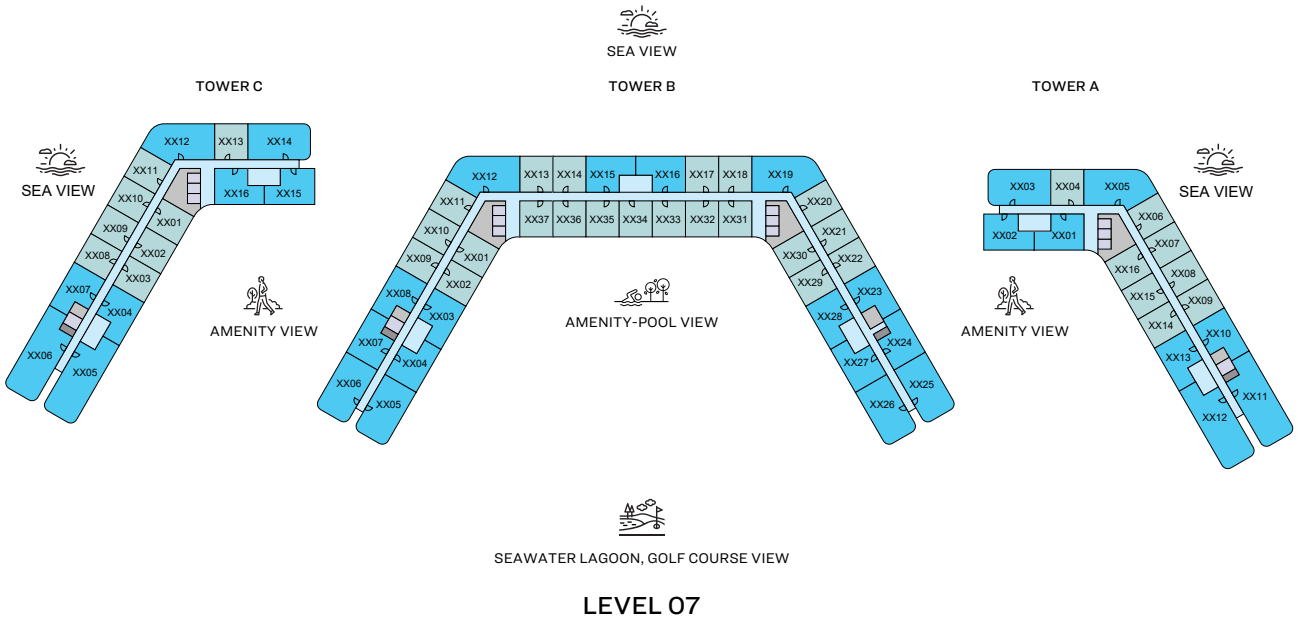 SEA VIEW
TOWER C
TOWER B
TOWER A
SEA VIEW
SEA VIEW
XX12
XX13
XX14
XX11
XX10
XX09
XX08
XX07
XX06
XX16
XX15
XX01
XX02
XX03
XX04
XX05
AMENITY VIEW
XX12
XX13
XX14
XX15
XX16
XX17
XX18
XX19
XX11
XX10
XX09
XX08
XX07
XX06
XX37
XX36
XX35
XX34
XX33
XX32
XX31
XX01
XX02
XX03
XX04
XX05
XX20
XX21
XX22
XX23
XX24
XX25
XX30
XX29
XX28
XX27
XX26
AMENITY-POOL VIEW
XX03
XX04
XX05
XX02
XX01
XX06
XX07
XX08
XX09
XX10
XX11
XX16
XX15
XX14
XX13
XX12
AMENITY VIEW
SEAWATER LAGOON, GOLF COURSE VIEW
LEVEL 07